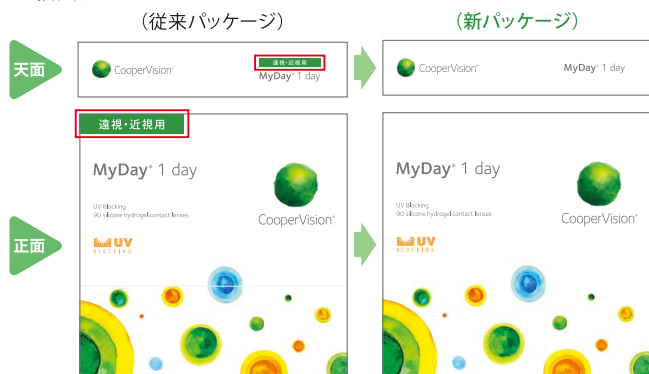 (従来パッケージ)
(新パッケージ)
天面
CooperVision®
遠視・近視用
MyDay® 1 day
CooperVision®
MyDay® 1 day
正面
遠視・近視用
MyDay® 1 day
UV Blocking
90 silicone hydrogel contact lenses
CooperVision®
UV
BLOCKING
MyDay® 1 day
UV Blocking
90 silicone hydrogel contact lenses
CooperVision®
UV
BLOCKING